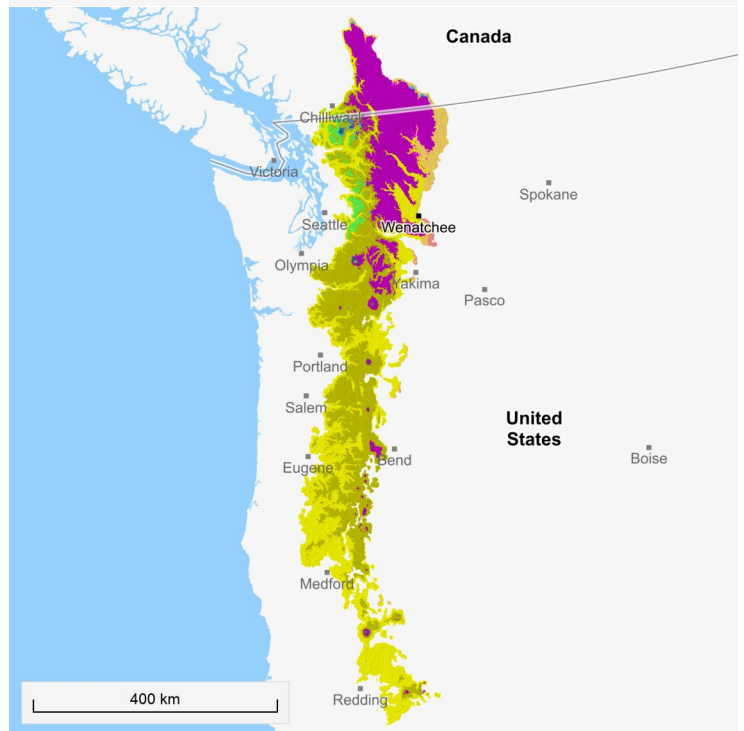 Canada
Chilliwack
Victoria
Spokane
Seattle
Wenatchee
Olympia
Yakima
Pasco
Portland
Salem
United
States
Eugene
Bend
Boise
Medford
400 km
Redding